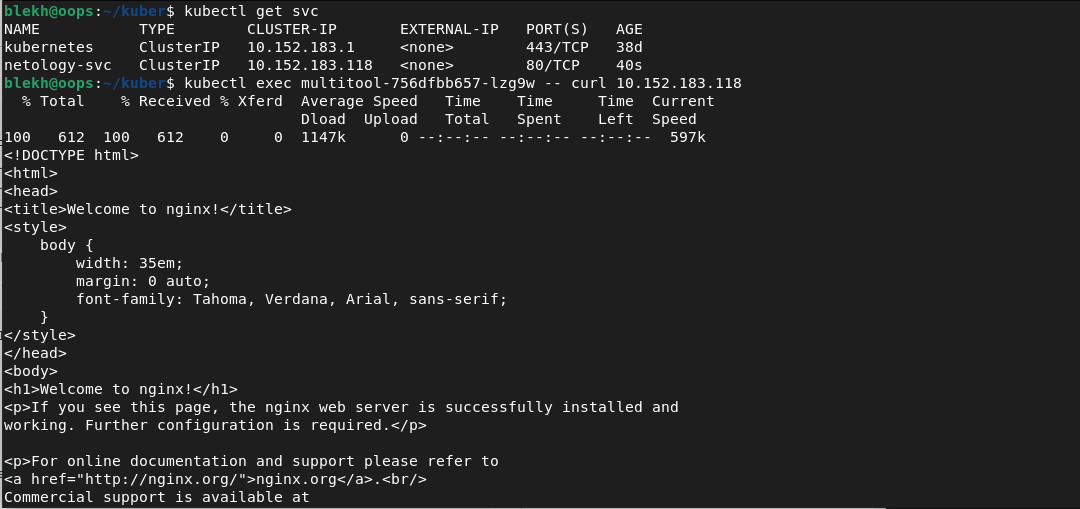 blekh@oops:~/kuber$ kubectl get svc
NAME           TYPE        CLUSTER-IP       EXTERNAL-IP   PORT(S)   AGE
kubernetes     ClusterIP   10.152.183.1     <none>        443/TCP   38d
netology-svc   ClusterIP   10.152.183.118   <none>        80/TCP    40s
blekh@oops:~/kuber$ kubectl exec multitool-756dfbb657-lzg9w -- curl 10.152.183.118
  % Total    % Received % Xferd  Average Speed   Time    Time     Time  Current
                                 Dload  Upload   Total   Spent    Left  Speed
100   612  100   612    0     0  1147k      0 --:--:-- --:--:-- --:--:--  597k
<!DOCTYPE html>
<html>
<head>
<title>Welcome to nginx!</title>
<style>
    body {
        width: 35em;
        margin: 0 auto;
        font-family: Tahoma, Verdana, Arial, sans-serif;
    }
</style>
</head>
<body>
<h1>Welcome to nginx!</h1>
<p>If you see this page, the nginx web server is successfully installed and
working. Further configuration is required.</p>

<p>For online documentation and support please refer to
<a href="http://nginx.org/">nginx.org</a>.<br/>
Commercial support is available at